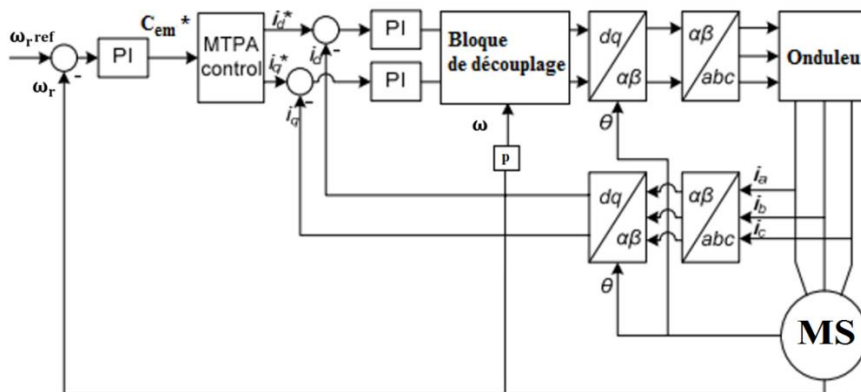 ωr ref
ωr
-
PI
Cem *
MTPA
control
id*
iq*
id
-
iq
-
PI
PI
Bloque
de découplage
ω
p
dq
αβ
θ
αβ
abc
Onduleu
dq
αβ
θ
αβ
abc
ia
ib
ic
MS